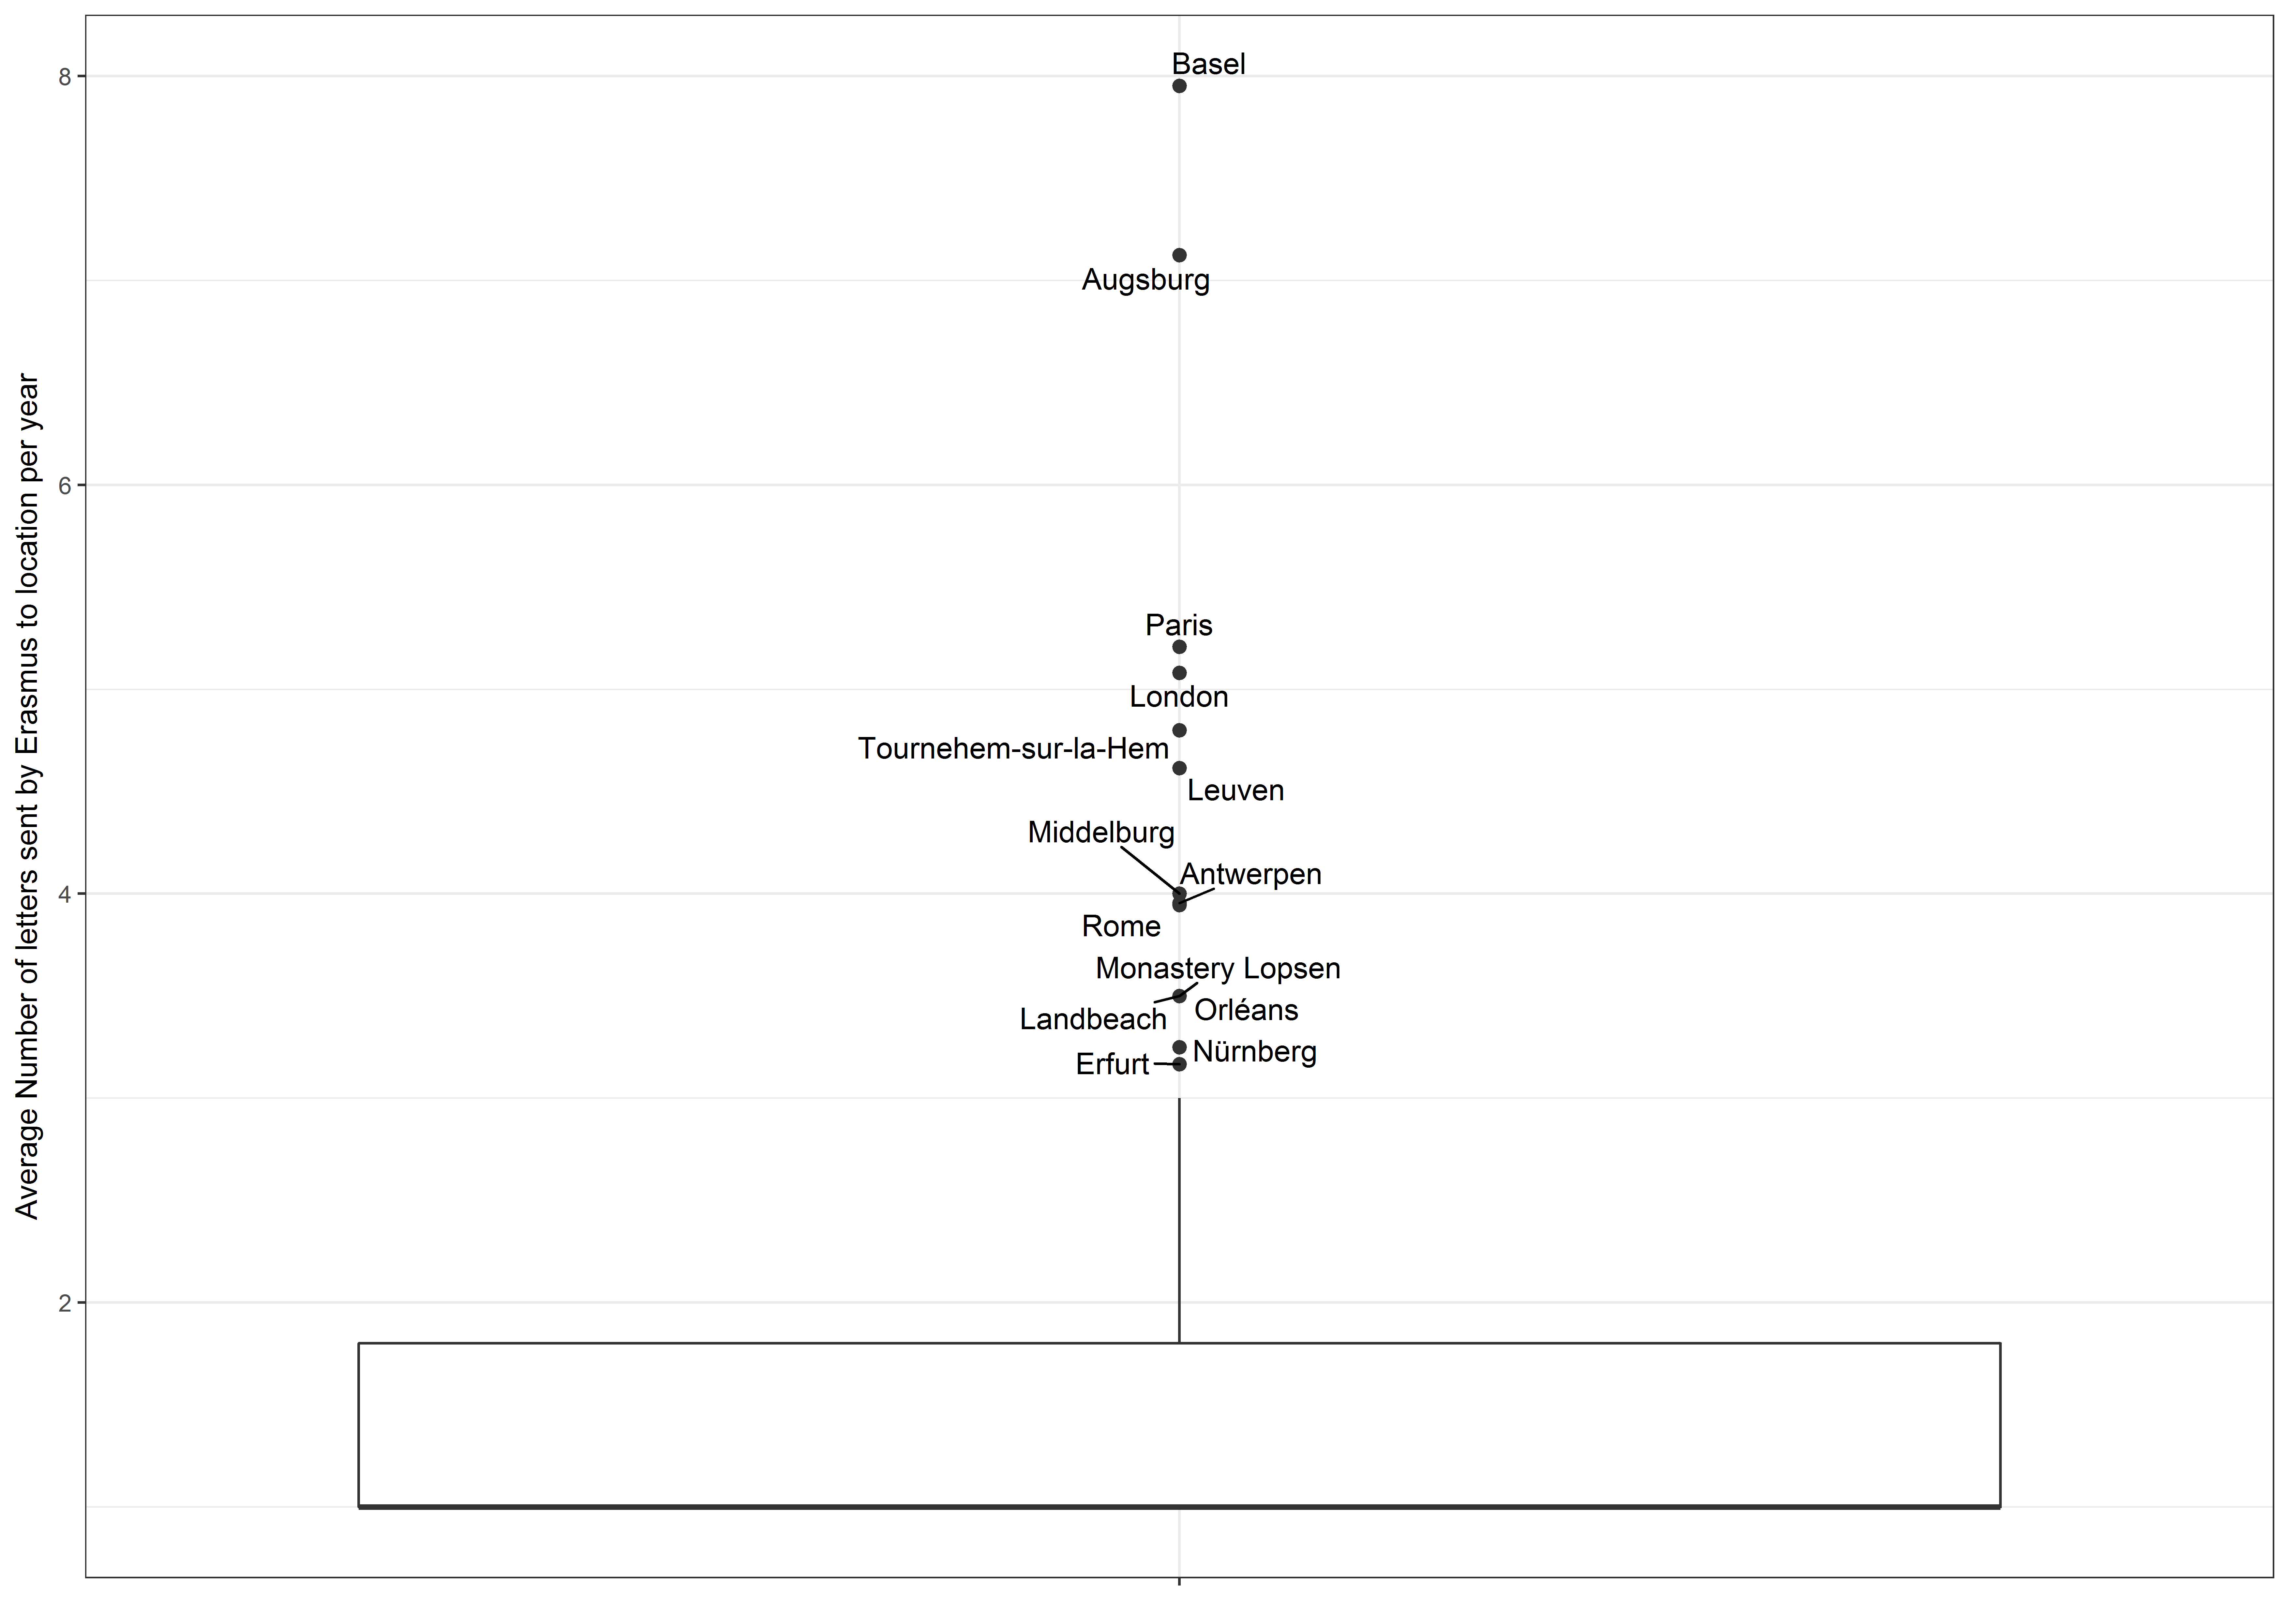 Average Number of letters sent by Erasmus to location per year
8
6
4
2
Basel
Augsburg
Paris
London
Tournehem-sur-la-Hem
Leuven
Middelburg
Antwerpen
Rome
Monastery Lopsen
Orléans
Landbeach
Nürnberg
Erfurt